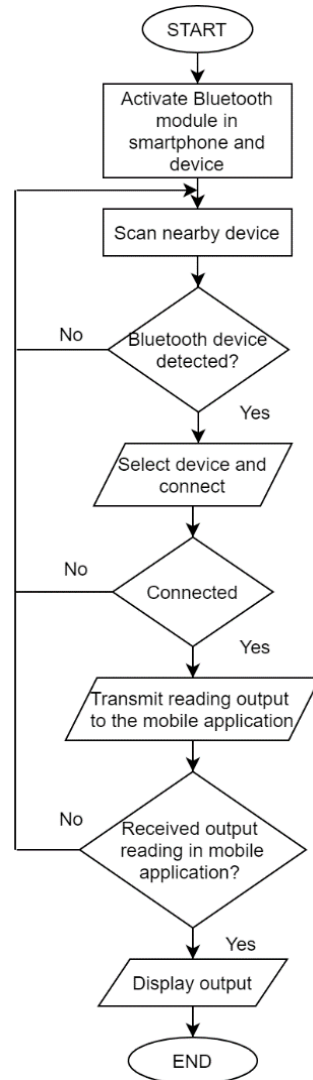 START
Activate Bluetooth
module in
smartphone and
device
Scan nearby device
No
Bluetooth device
detected?
Yes
Select device and
connect
No
Connected
Yes
Transmit reading output
to the mobile application
No
Received output
reading in mobile
application?
Yes
Display output
END